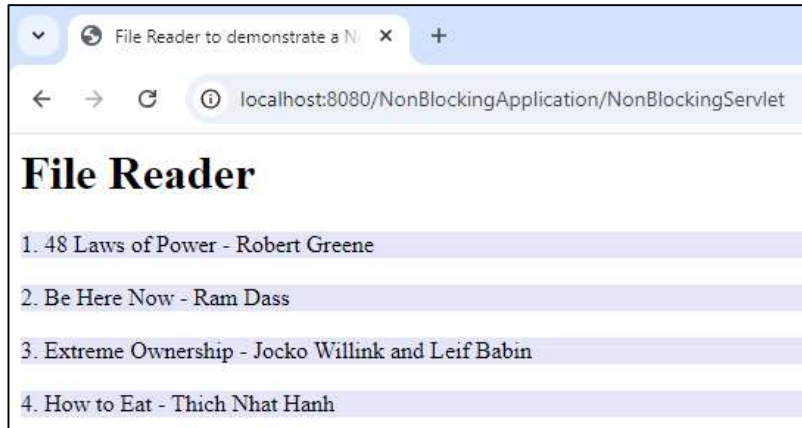 File Reader to demonstrate a N
localhost:8080/NonBlockingApplication/NonBlockingServlet
File Reader
1. 48 Laws of Power - Robert Greene
2. Be Here Now - Ram Dass
3. Extreme Ownership - Jocko Willink and Leif Babin
4. How to Eat - Thich Nhat Hanh